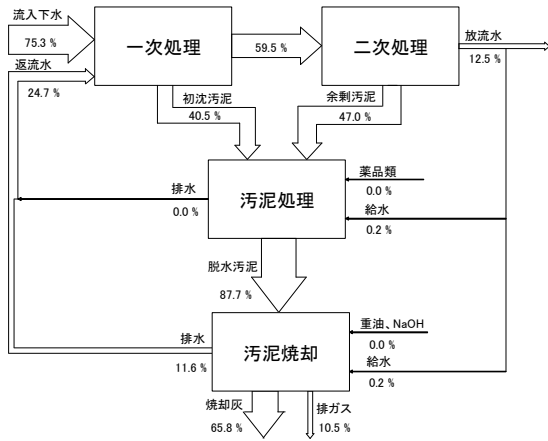 流入下水
75.3 %
返流水
24.7 %
一次処理
59.5 %
二次処理
放流水
12.5 %
初沈汚泥
40.5 %
余剰汚泥
47.0 %
汚泥処理
薬品類
0.0 %
給水
0.2 %
排水
0.0 %
脱水汚泥
87.7 %
汚泥焼却
重油、NaOH
0.0 %
給水
0.2 %
排水
11.6 %
焼却灰
65.8 %
排ガス
10.5 %